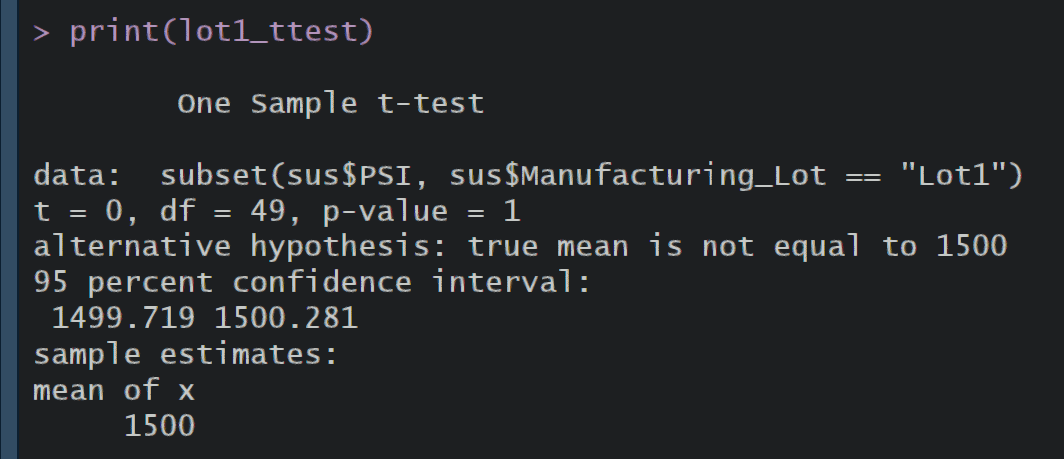 > print(lot1_ttest)
One Sample t-test
data:  subset(sus$PSI, sus$Manufacturing_Lot == "Lot1")
t = 0, df = 49, p-value = 1
alternative hypothesis: true mean is not equal to 1500
95 percent confidence interval:
1499.719 1500.281
sample estimates:
mean of x
1500